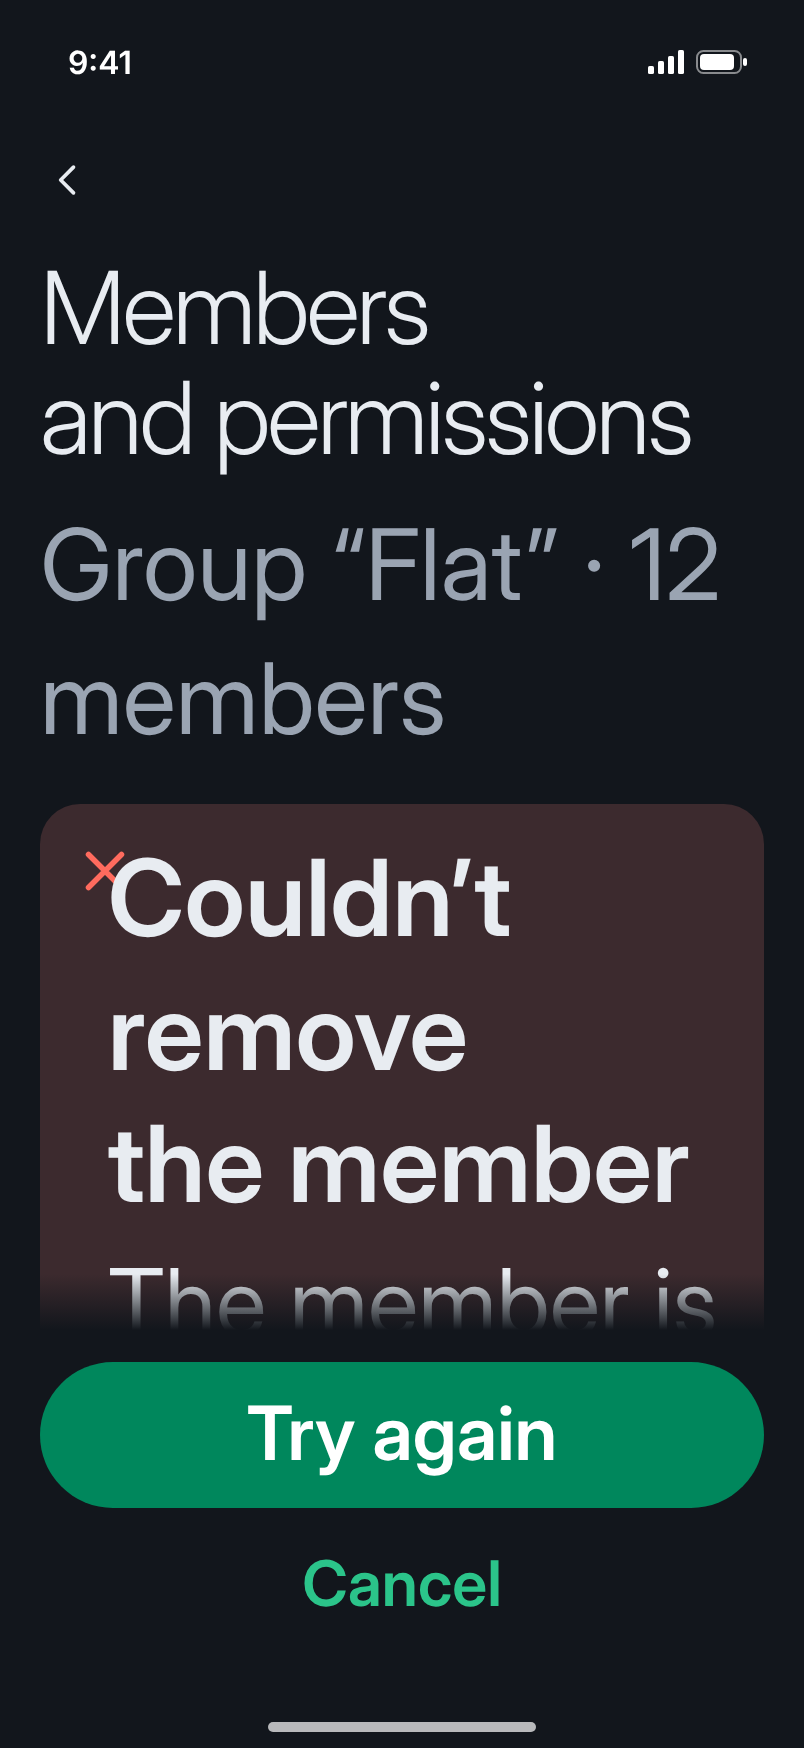 9:41
Members
and permissions
Group “Flat” · 12
members
Couldn’t
remove
the member
The member is
Try again
Cancel